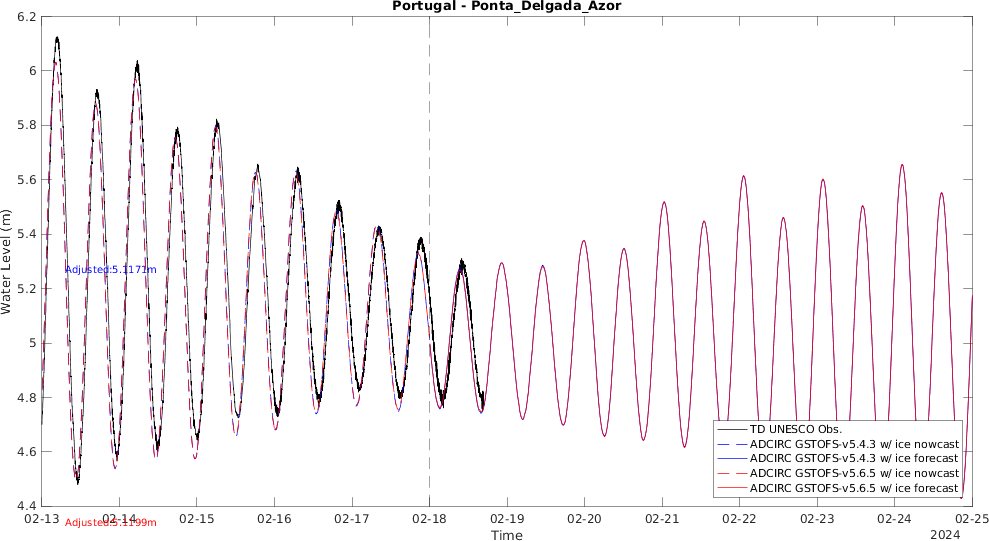 Portugal - Ponta_Delgada_Azor
6.2
6
5.8
5.6
5.4
5.2
5
4.8
4.6
4.4
Water Level (m)
Adjusted:5.1171m
Adjusted:5.1199m
TD UNESCO Obs.
ADCIRC GSTOFS-v5.4.3 w/ ice nowcast
ADCIRC GSTOFS-v5.4.3 w/ ice forecast
ADCIRC GSTOFS-v5.6.5 w/ ice nowcast
ADCIRC GSTOFS-v5.6.5 w/ ice forecast
02-13 02-14 02-15 02-16 02-17 02-18 02-19 02-20 02-21 02-22 02-23 02-24 02-25
Time
2024